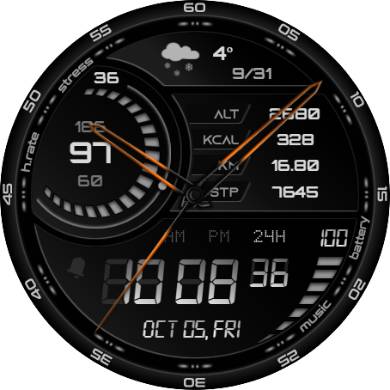 60
55 05
50 10
45 15
40 20
35 25
30
stress
h.rate
battery
music
4°
9/31
36
185
97
60
ALT 2680
KCAL 328
KM 16.80
STP 7645
AM PM 24H 100
10 08 36
OCT 05, FRI